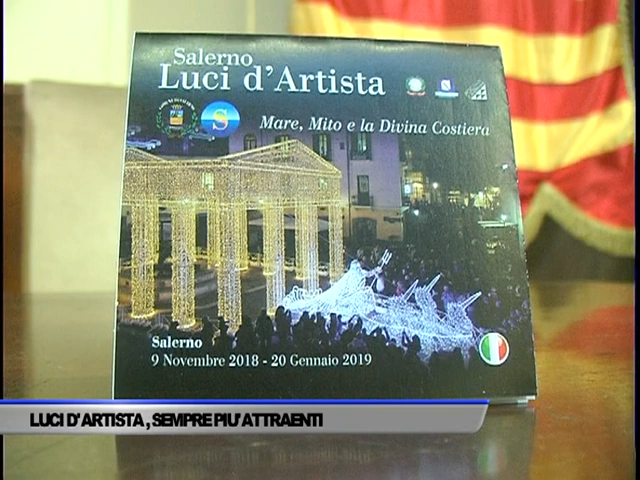 Salerno
Luci d'Artista
S
Mare, Mito e la Divina Costiera
Salerno
9 Novembre 2018 - 20 Gennaio 2019
LUCI D'ARTISTA, SEMPRE PIU' ATTRAENTI